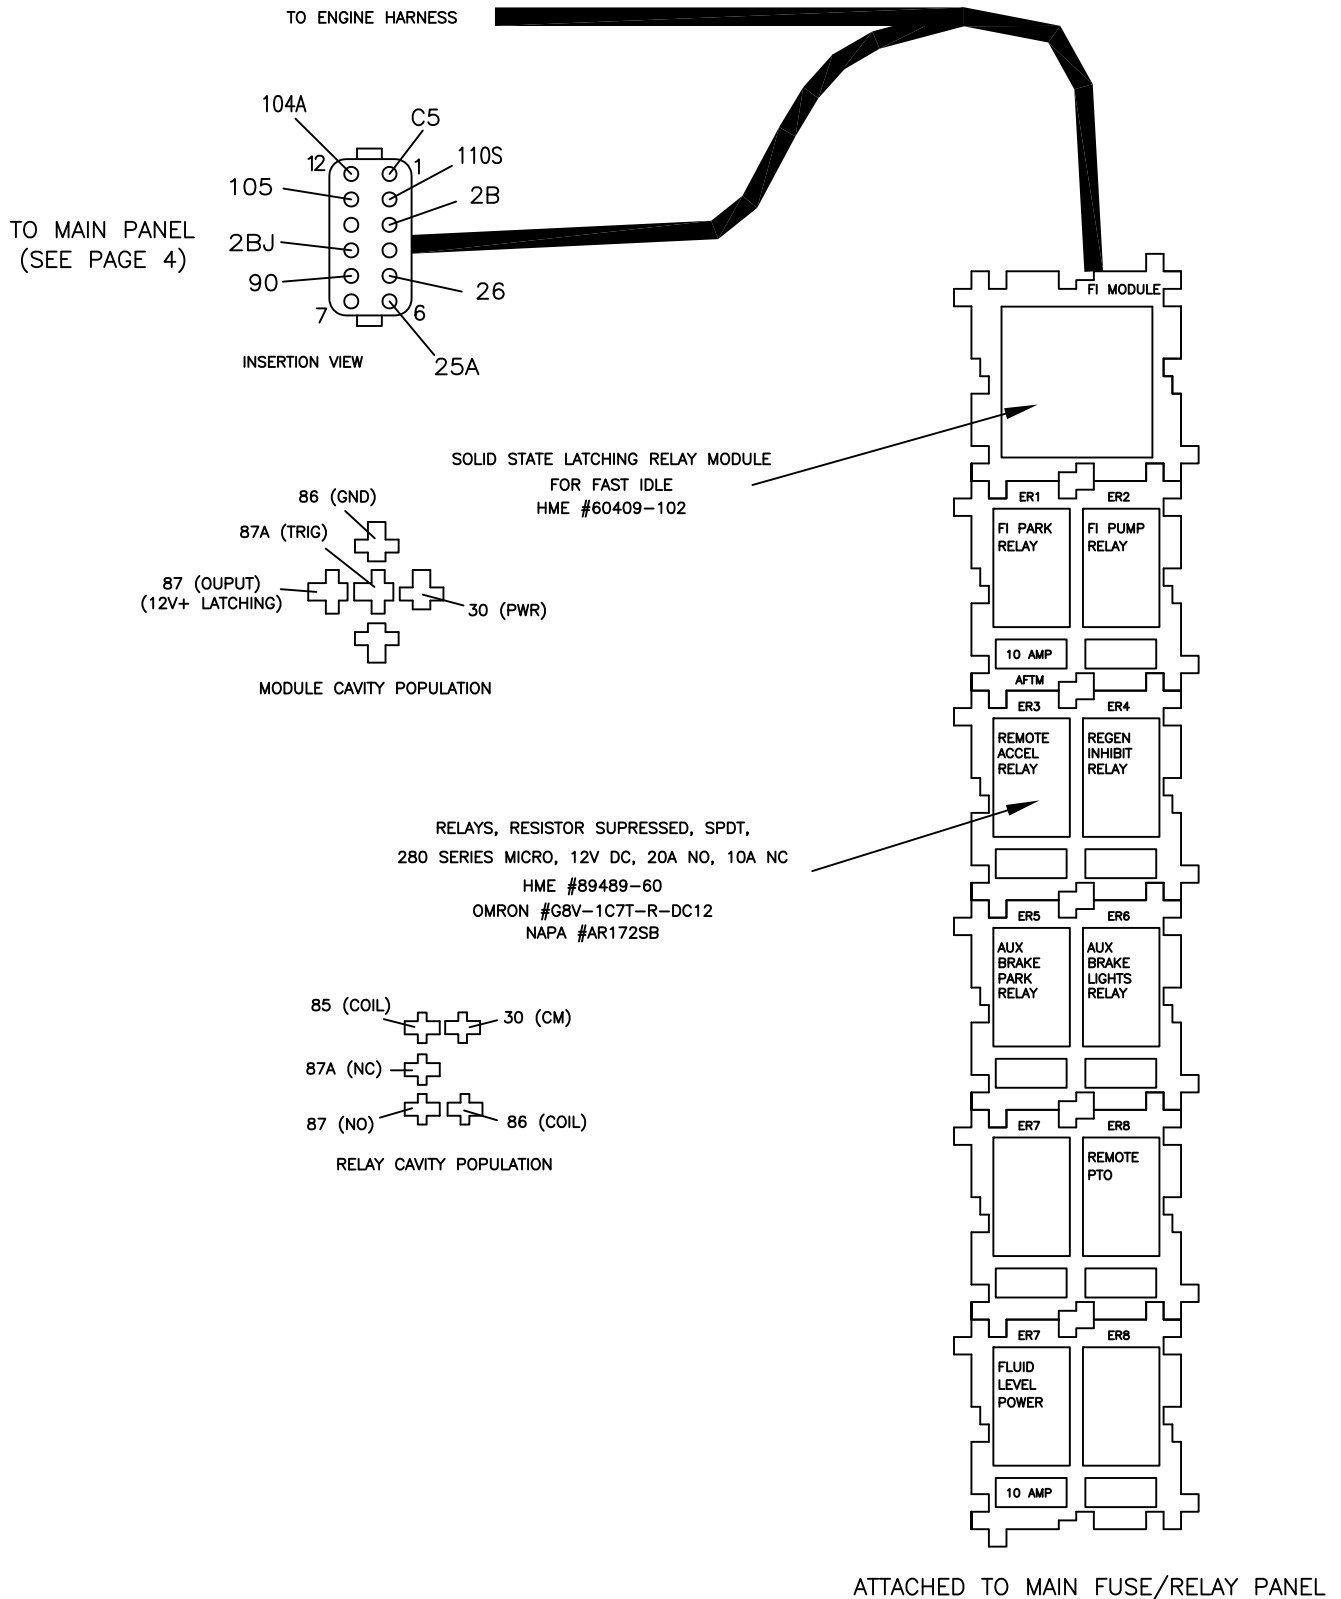 TO ENGINE HARNESS
104A
C5
12
1
110S
105
2B
TO MAIN PANEL
(SEE PAGE 4)
2BJ
90
26
7
6
INSERTION VIEW
25A
FI MODULE
SOLID STATE LATCHING RELAY MODULE
FOR FAST IDLE
HME #60409-102
86 (GND)
87A (TRIG)
87 (OUPUT)
(12V+ LATCHING)
30 (PWR)
MODULE CAVITY POPULATION
ER1
ER2
FI PARK
RELAY
FI PUMP
RELAY
10 AMP
AFTM
ER3
ER4
REMOTE
ACCEL
RELAY
REGEN
INHIBIT
RELAY
RELAYS, RESISTOR SUPRESSED, SPDT,
280 SERIES MICRO, 12V DC, 20A NO, 10A NC
HME #89489-60
OMRON #G8V-1C7T-R-DC12
NAPA #AR172SB
ER5
ER6
AUX
BRAKE
PARK
RELAY
AUX
BRAKE
LIGHTS
RELAY
85 (COIL)
30 (CM)
87A (NC)
87 (NO)
86 (COIL)
RELAY CAVITY POPULATION
ER7
ER8
REMOTE
PTO
ER7
ER8
FLUID
LEVEL
POWER
10 AMP
ATTACHED TO MAIN FUSE/RELAY PANEL